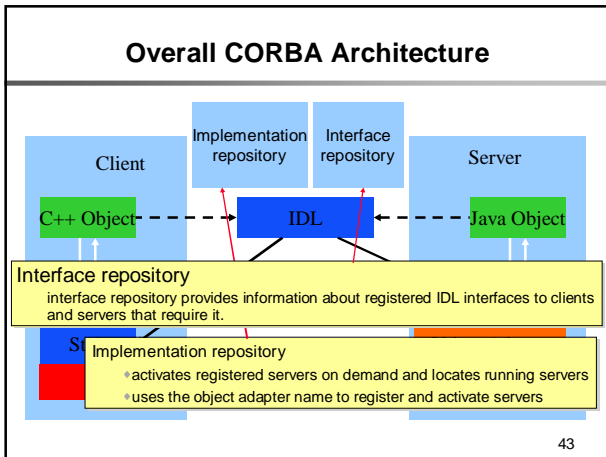 Overall CORBA Architecture
Implementation
repository
Interface
repository
Client
Server
C++ Object
IDL
Java Object
Interface repository
interface repository provides information about registered IDL interfaces to clients
and servers that require it.
Implementation repository
activates registered servers on demand and locates running servers
uses the object adapter name to register and activate servers
43